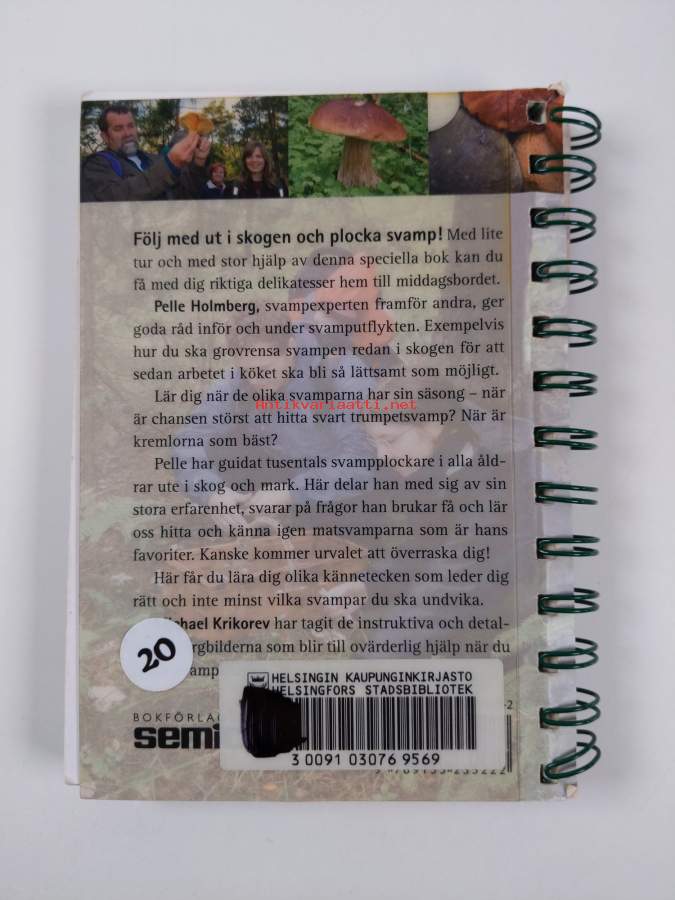 Följ med ut i skogen och plocka svamp! Med lite
tur och med stor hjälp av denna speciella bok kan du
få med dig riktiga delikatesser hem till middagsbordet.
Pelle Holmberg, svampexperten framför andra, ger
goda råd inför och under svamputflykten. Exempelvis
hur du ska grovrensa svampen redan i skogen för att
sedan arbetet i köket ska bli så lättsamt som möjligt.
Lär dig när de olika svamparna har sin säsong – när
Antikvariaatti.net
är chansen störst att hitta svart trumpetsvamp? När är
kremlorna som bäst?
Pelle har guidat tusentals svampplockare i alla åld-
rar ute i skog och mark. Här delar han med sig av sin
stora erfarenhet, svarar på frågor han brukar få och lär
oss hitta och känna igen matsvamparna som är hans
favoriter. Kanske kommer urvalet att överraska dig!
Här får du lära dig olika kännetecken som leder dig
rätt och inte minst vilka svampar du ska undvika.
Krikorev har tagit de instruktiva och detal-
som blir till ovärderlig hjälp när du
20
HELSINGIN KAUPUNGINKIRJASTO
HELSINGFORS STADSBIBLIOTEK
3 0091 03076 9569